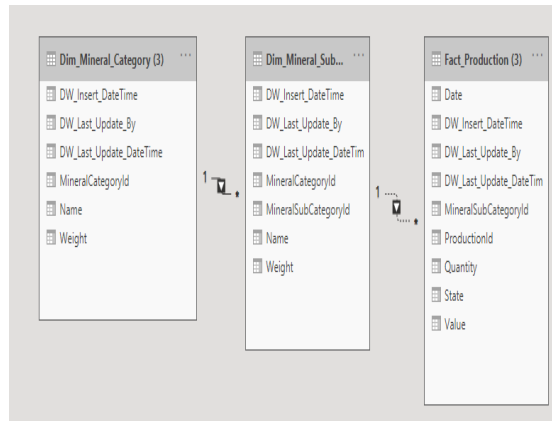 Dim_Mineral_Category (3) ...
DW_Insert_DateTime
DW_Last_Update_By
DW_Last_Update_DateTime
MineralCategoryId
Name
Weight
1
*
Dim_Mineral_Sub... ...
DW_Insert_DateTime
DW_Last_Update_By
DW_Last_Update_DateTim
MineralCategoryId
MineralSubCategoryId
Name
Weight
1
*
Fact_Production (3) ...
Date
DW_Insert_DateTime
DW_Last_Update_By
DW_Last_Update_DateTim
MineralSubCategoryId
ProductionId
Quantity
State
Value